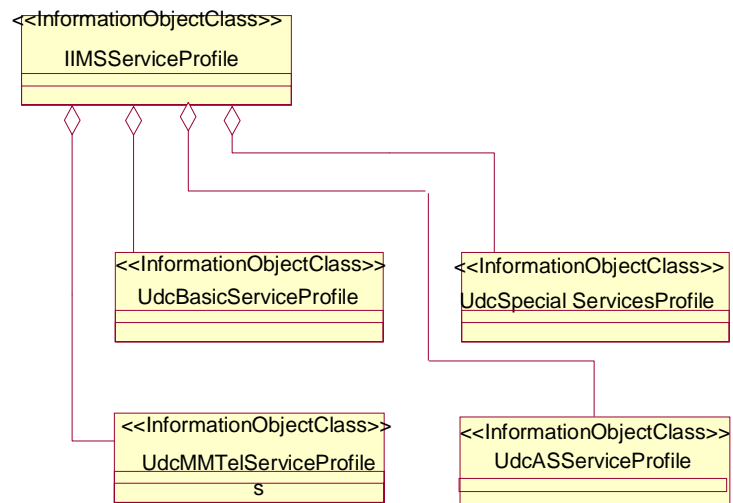 <<InformationObjectClass>>
IIMSServiceProfile
<<InformationObjectClass>>
UdcBasicServiceProfile
<<InformationObjectClass>>
UdcSpecial ServicesProfile
<<InformationObjectClass>>
UdcMMTelServiceProfile
s
<<InformationObjectClass>>
UdcASServiceProfile